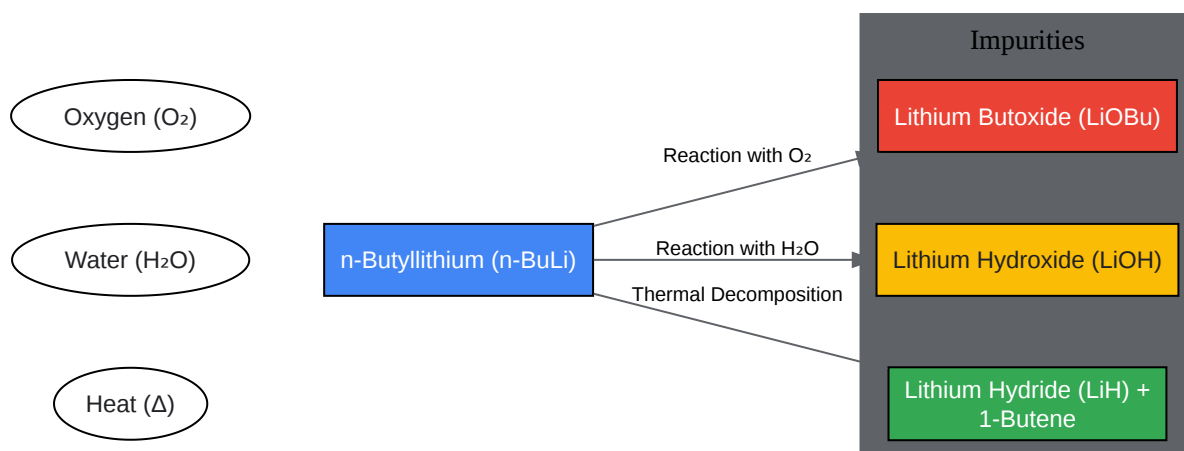 Impurities
Oxygen (O₂)
Lithium Butoxide (LiOBu)
Reaction with O₂
Water (H₂O)
n-Butyllithium (n-BuLi)
Reaction with H₂O
Lithium Hydroxide (LiOH)
Thermal Decomposition
Heat (Δ)
Lithium Hydride (LiH) +
1-Butene